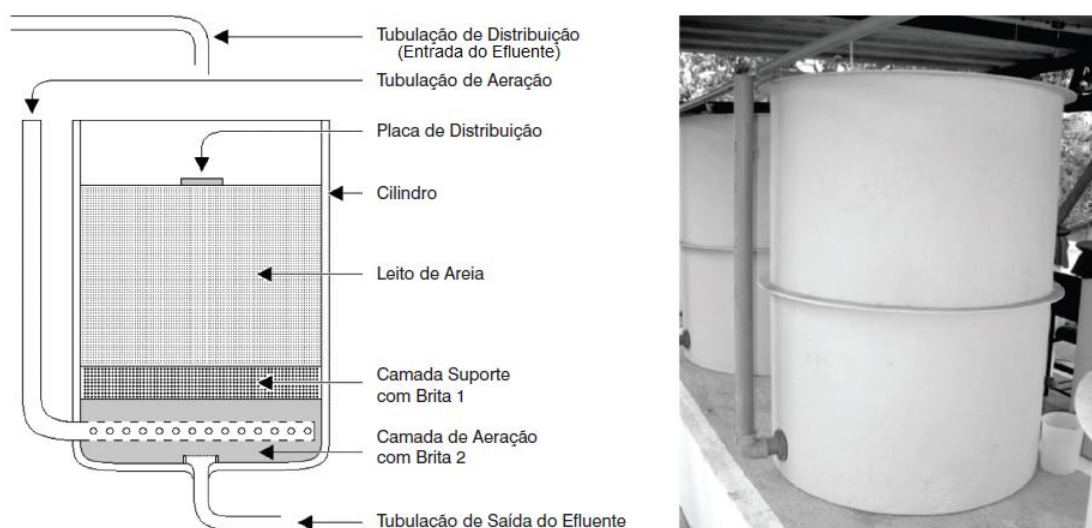 Tubulação de Distribuição
(Entrada do Efluente)
Tubulação de Aeração
Placa de Distribuição
Cilindro
Leito de Areia
Camada Suporte
com Brita 1
Camada de Aeração
com Brita 2
Tubulação de Saída do Efluente